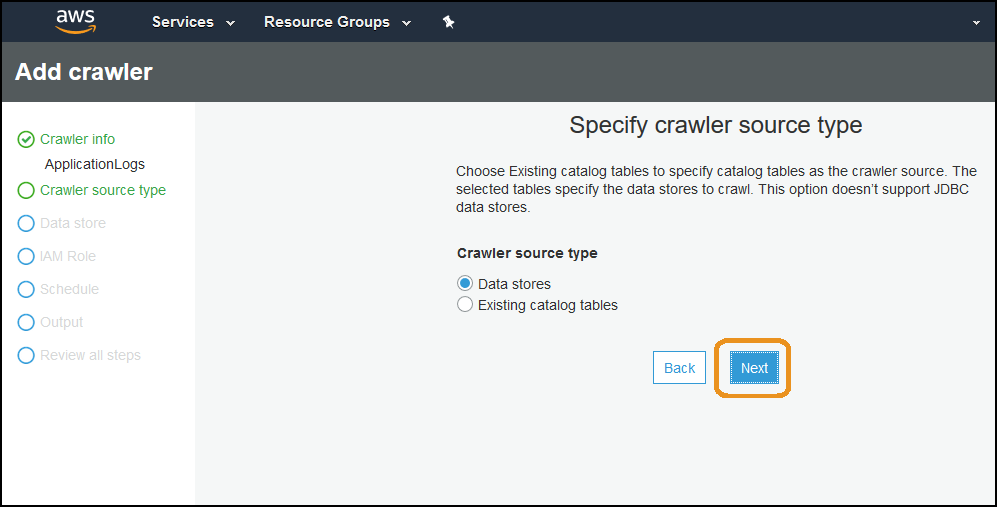 aws Services Resource Groups
Add crawler
Crawler info
ApplicationLogs
Crawler source type
Data store
IAM Role
Schedule
Output
Review all steps
Specify crawler source type
Choose Existing catalog tables to specify catalog tables as the crawler source. The
selected tables specify the data stores to crawl. This option doesn’t support JDBC
data stores.
Crawler source type
Data stores
Existing catalog tables
Back Next